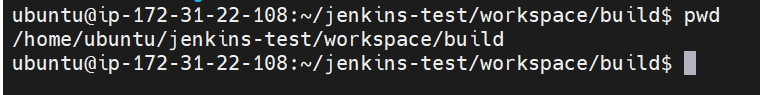 ubuntu@ip-172-31-22-108:~/jenkins-test/workspace/build$ pwd
/home/ubuntu/jenkins-test/workspace/build
ubuntu@ip-172-31-22-108:~/jenkins-test/workspace/build$